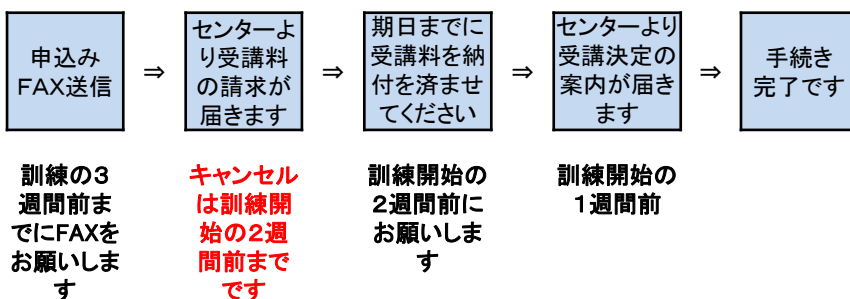 申込み
FAX送信
⇒
センターよ
り受講料
の請求が
届きます
⇒
期日までに
受講料を納
付を済ませ
てください
⇒
センターより
受講決定の
案内が届き
ます
⇒
手続き
完了です
訓練の３
週間前ま
でにFAXを
お願いしま
す
キャンセル
は訓練開
始の２週
間前まで
です
訓練開始の
２週間前に
お願いしま
す
訓練開始の
１週間前